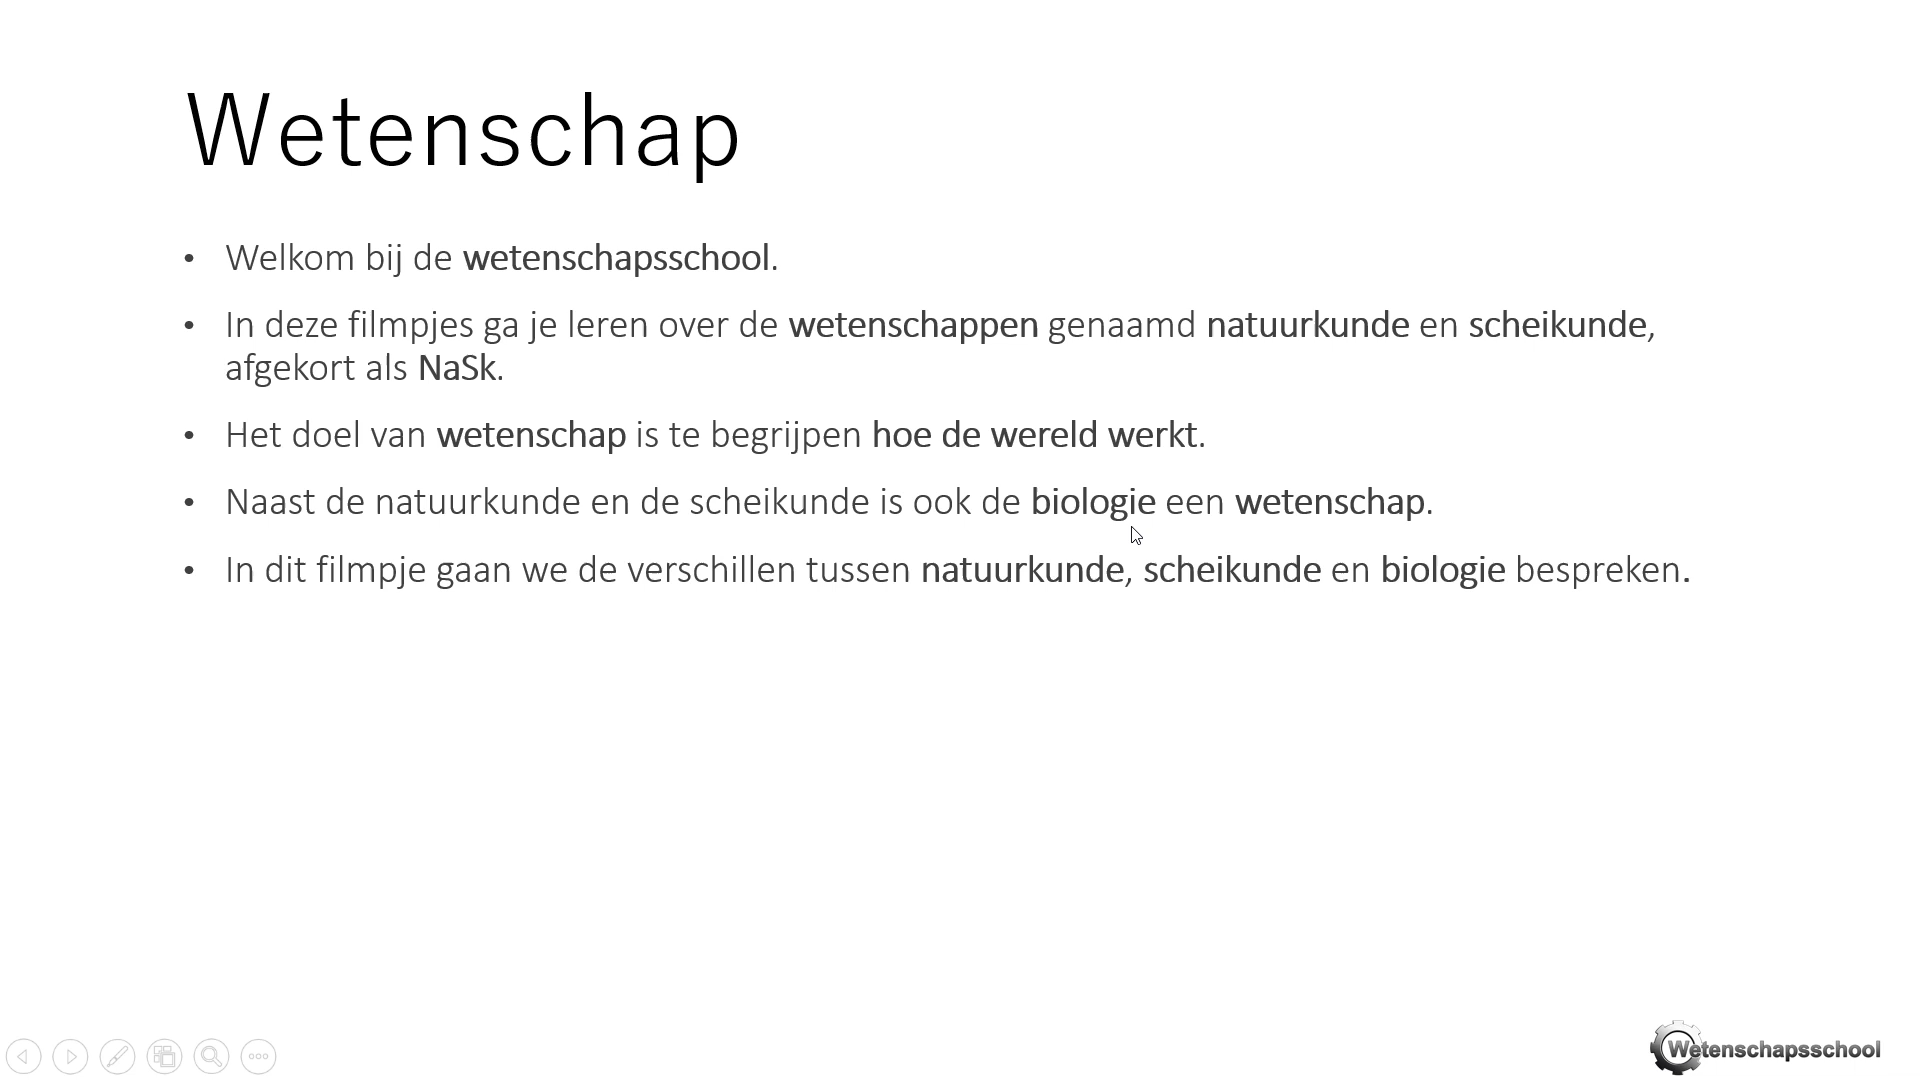 Wetenschap
• Welkom bij de wetenschapsschool.
• In deze filmpjes ga je leren over de wetenschappen genaamd natuurkunde en scheikunde,
afgekort als NaSk.
• Het doel van wetenschap is te begrijpen hoe de wereld werkt.
• Naast de natuurkunde en de scheikunde is ook de biologie een wetenschap.
• In dit filmpje gaan we de verschillen tussen natuurkunde, scheikunde en biologie bespreken.
Wetenschapsschool